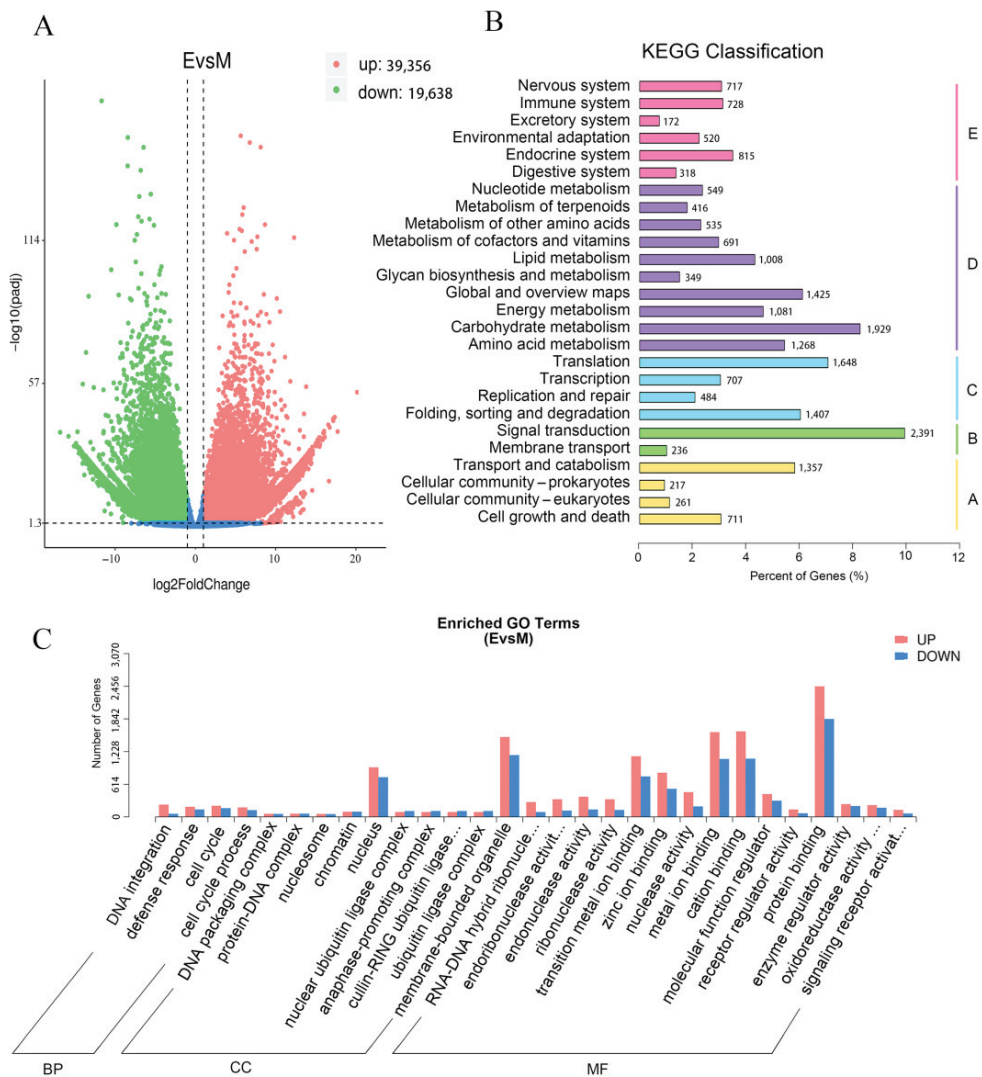 A
EvsM
up: 39,356
down: 19,638
114
57
1.3
−10
0
10
20
−log10(padj)
log2FoldChange
B
KEGG Classification
Nervous system 717
Immune system 728
Excretory system 172
Environmental adaptation 520
Endocrine system 815
Digestive system 318
Nucleotide metabolism 549
Metabolism of terpenoids 416
Metabolism of other amino acids 535
Metabolism of cofactors and vitamins 691
Lipid metabolism 1,008
Glycan biosynthesis and metabolism 349
Global and overview maps 1,425
Energy metabolism 1,081
Carbohydrate metabolism 1,929
Amino acid metabolism 1,268
Translation 1,648
Transcription 707
Replication and repair 484
Folding, sorting and degradation 1,407
Signal transduction 2,391
Membrane transport 236
Transport and catabolism 1,357
Cellular community – prokaryotes 217
Cellular community – eukaryotes 261
Cell growth and death 711
E
D
C
B
A
0 2 4 6 8 10 12
Percent of Genes (%)
C
Enriched GO Terms
(EvsM)
UP
DOWN
Number of Genes
3,070
2,456
1,842
1,228
614
0
DNA integration
defense response
cell cycle
cell cycle process
DNA packaging complex
protein-DNA complex
nucleosome
chromatin
nucleus
nuclear ubiquitin ligase complex
anaphase-promoting complex
cullin-RING ubiquitin ligase...
ubiquitin ligase complex
membrane-bounded organelle
RNA-DNA hybrid ribonucle...
endoribonuclease activit...
endonuclease activity
ribonuclease activity
transition metal ion binding
zinc ion binding
nuclease activity
metal ion binding
cation binding
molecular function regulator
receptor regulator activity
protein binding
enzyme regulator activity
oxidoreductase activity...
signaling receptor activat...
BP
CC
MF